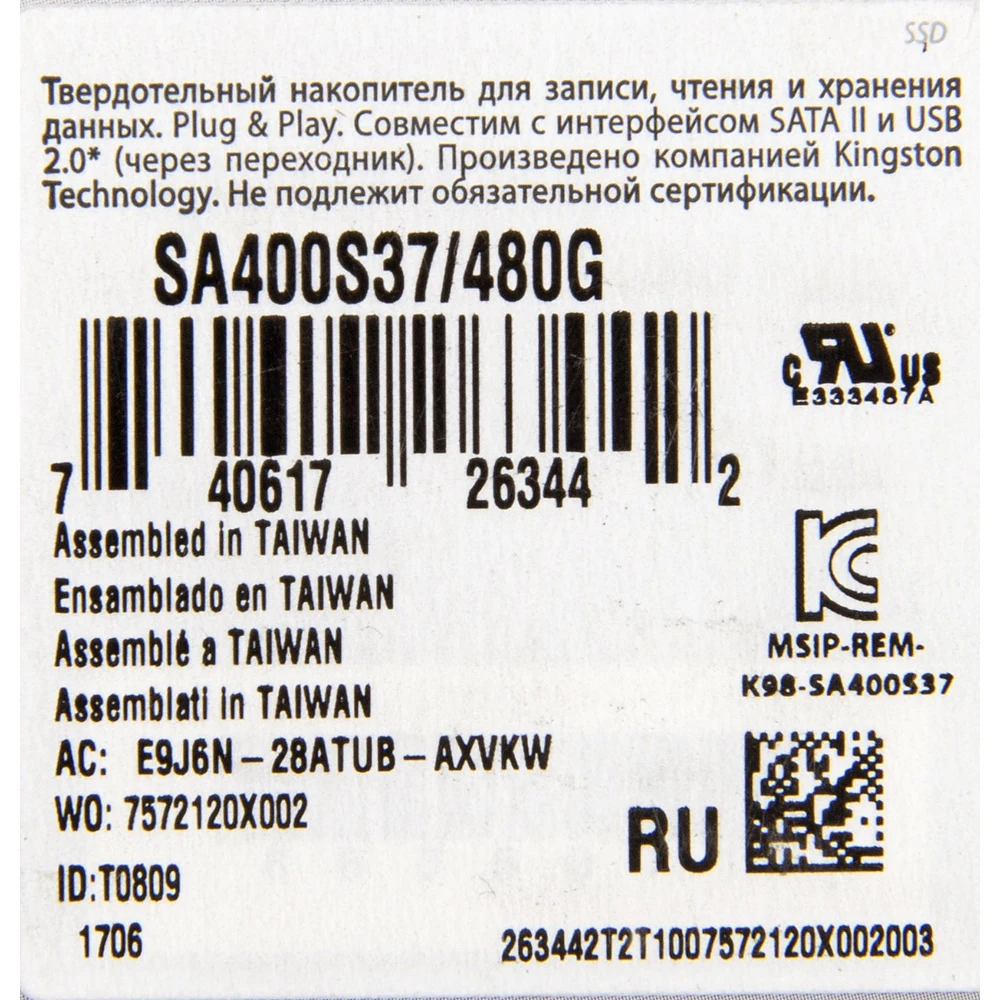 SSD
Твердотельный накопитель для записи, чтения и хранения
данных. Plug & Play. Совместим с интерфейсом SATA II и USB
2.0* (через переходник). Произведено компанией Kingston
Technology. Не подлежит обязательной сертификации.
SA400S37/480G
7 40617 26344 2
c RU US
E333487A
Assembled in TAIWAN
Ensamblado en TAIWAN
Assemblé a TAIWAN
Assemblati in TAIWAN
AC: E9J6N-28ATUB-AXVKW
WO: 7572120X002
ID:T0809
1706
KC
MSIP-REM-
K98-SA400S37
RU
263442T2T1007572120X002003